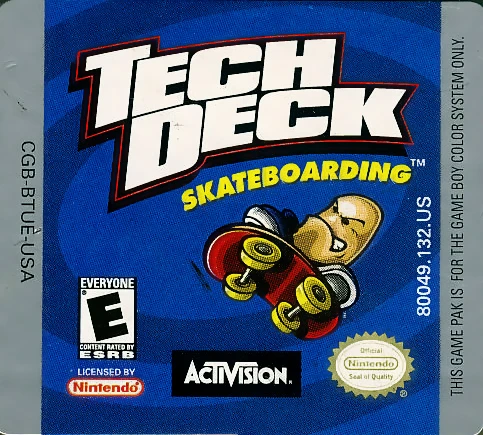 TECH
DECK
SKATEBOARDING™
CGB-BTUE-USA
80049.132.US
THIS GAME PAK IS FOR THE GAME BOY COLOR SYSTEM ONLY.
EVERYONE
E
CONTENT RATED BY
ESRB
LICENSED BY
Nintendo®
ACTIVISION®
Official
Nintendo
Seal of Quality
®